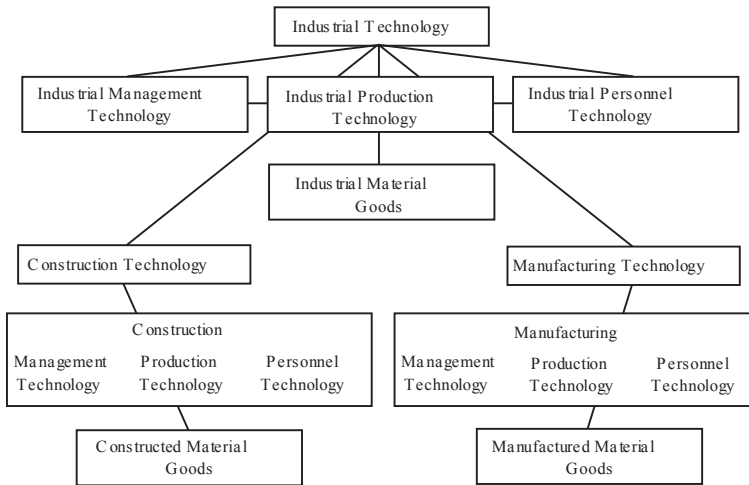 Industrial Technology
Industrial Management
Technology
Industrial Production
Technology
Industrial Personnel
Technology
Industrial Material
Goods
Construction Technology
Manufacturing Technology
Construction
Management
Technology
Production
Technology
Personnel
Technology
Manufacturing
Management
Technology
Production
Technology
Personnel
Technology
Constructed Material
Goods
Manufactured Material
Goods